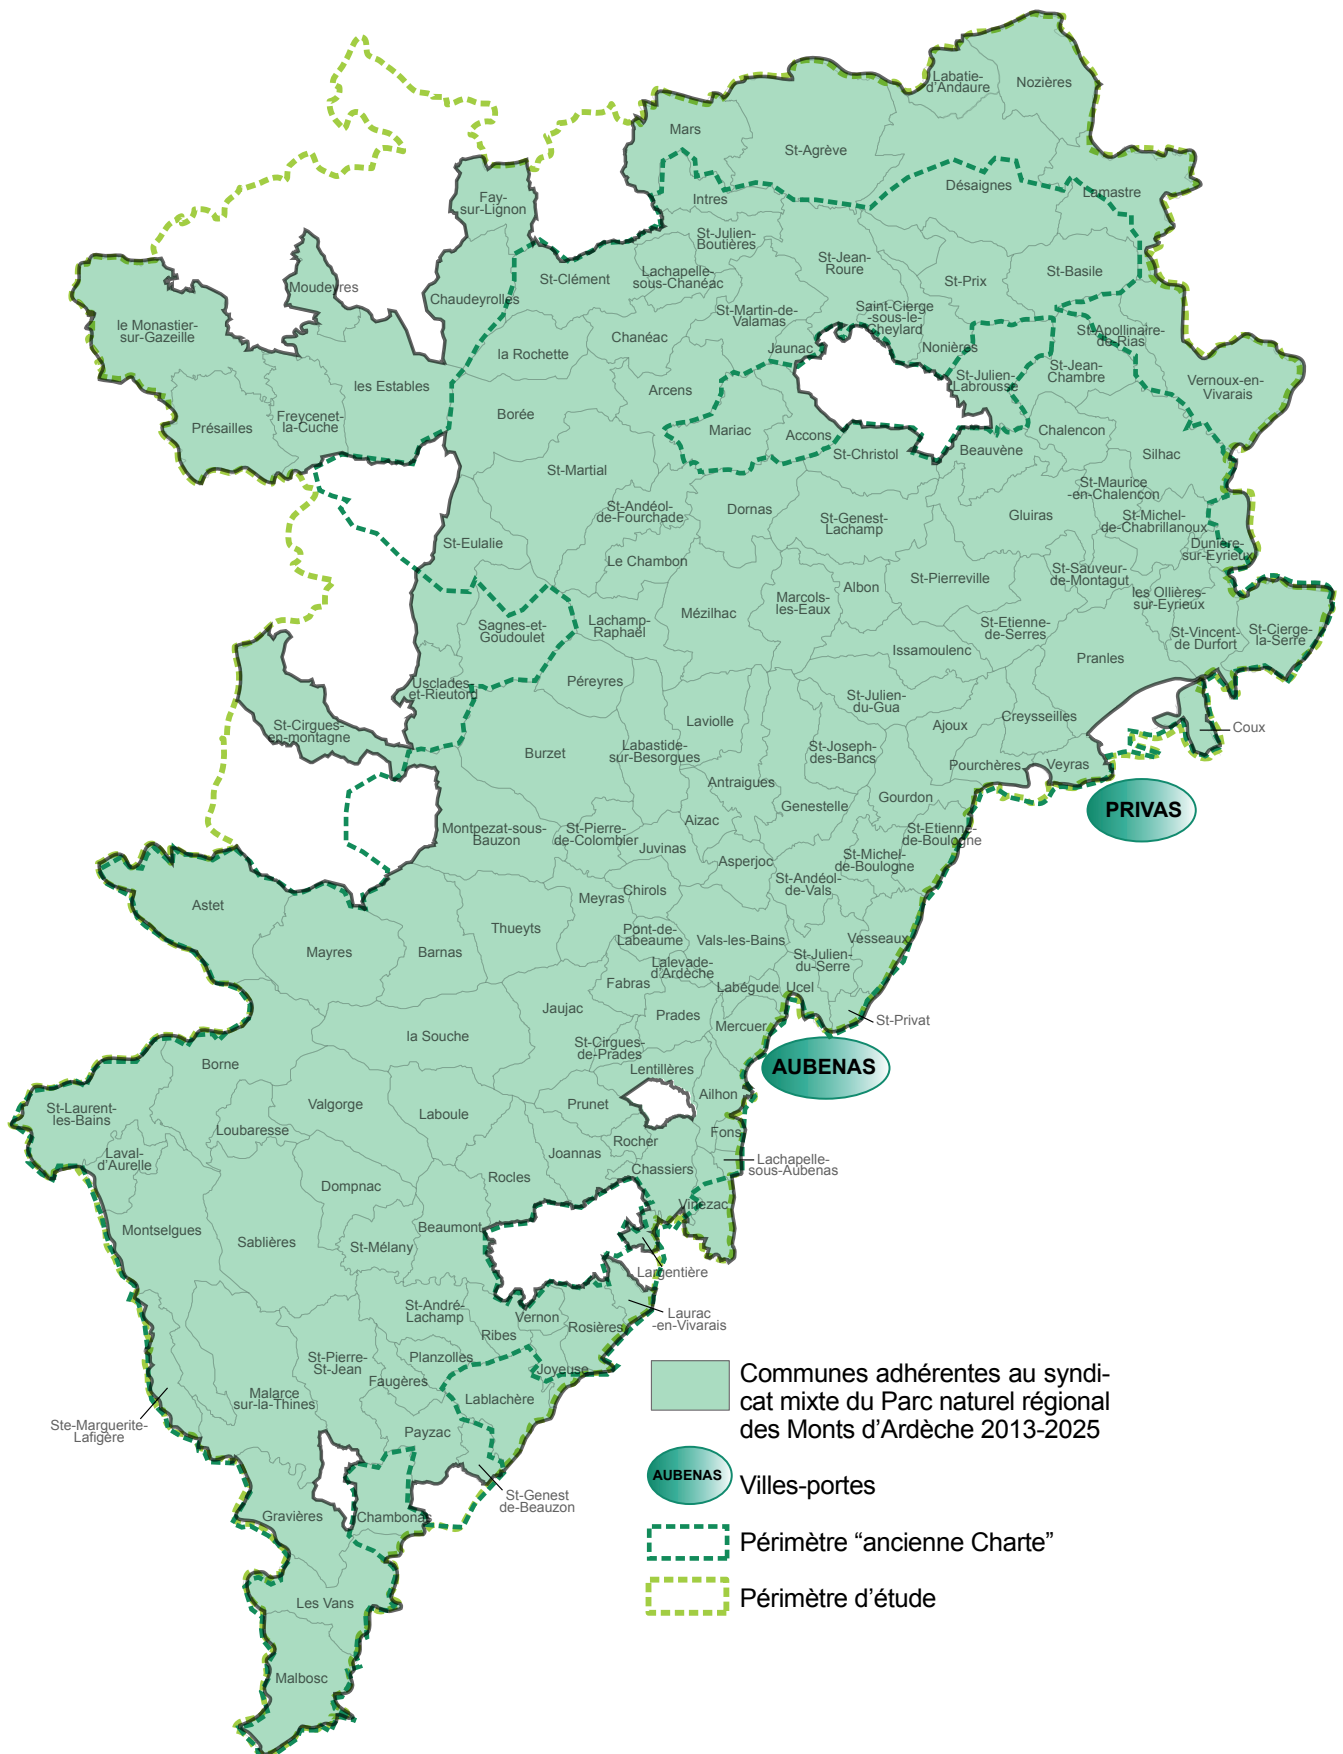 Labatie-
d'Andaure
Nozières
Mars
St-Agrève
Désaignes
Lamastre
Fay-
sur-Lignon
Intres
St-Julien-
Boutières
St-Jean-
Roure
St-Clément
Lachapelle-
sous-Chanéac
St-Prix
St-Basile
Moudeyres
Chaudeyrolles
St-Martin-de-
Valamas
Saint-Cierge
-sous-le-
Cheylard
le Monastier-
sur-Gazeille
la Rochette
Chanéac
Jaunac
Nonières
St-Apollinaire-
de-Rias
les Estables
Arcens
St-Julien-
Labrousse
St-Jean-
Chambre
Vernoux-en-
Vivarais
Présailles
Freycenet-
la-Cuche
Borée
Mariac
Accons
St-Christol
Beauvène
Chalencon
Silhac
St-Martial
St-Andéol-
de-Fourchade
Dornas
St-Genest-
Lachamp
Gluiras
St-Maurice
-en-Chalencon
St-Michel-
de-Chabrillanoux
St-Eulalie
Le Chambon
Dunière-
sur-Eyrieux
Albon
St-Pierreville
St-Sauveur-
de-Montagut
Marcols-
les-Eaux
les Ollières-
sur-Eyrieux
Mézilhac
Sagnes-et-
Goudoulet
Lachamp-
Raphaël
St-Etienne-
de-Serres
St-Vincent-
de Durfort
St-Cierge-
la-Serre
Issamoulenc
Pranles
Usclades-
et-Rieutord
Péreyres
St-Julien-
du-Gua
St-Cirgues-
en-montagne
Laviolle
Ajoux
Creysseilles
Coux
Burzet
Labastide-
sur-Besorgues
St-Joseph-
des-Bancs
Pourchères
Veyras
Antraigues
Genestelle
Gourdon
PRIVAS
Montpezat-sous-
Bauzon
St-Pierre-
de-Colombier
Aizac
St-Etienne-
de-Boulogne
Juvinas
Asperjoc
St-Michel-
de-Boulogne
St-Andéol-
de-Vals
Astet
Chirols
Meyras
Thueyts
Pont-de-
Labeaume
Vals-les-Bains
Vesseaux
Mayres
Barnas
St-Julien-
du-Serre
Lalevade-
d'Ardèche
Fabras
Labégude
Ucel
Jaujac
Prades
Mercuer
St-Privat
la Souche
St-Cirgues-
de-Prades
AUBENAS
Borne
Lentillères
Ailhon
St-Laurent-
les-Bains
Valgorge
Laboule
Prunet
Loubaresse
Rocher
Fons
Laval-
d'Aurelle
Joannas
Chassiers
Lachapelle-
sous-Aubenas
Dompnac
Rocles
Vinezac
Montselgues
Sablières
St-Mélany
Beaumont
Largentière
St-André-
Lachamp
Vernon
Laurac
-en-Vivarais
Ribes
Rosières
St-Pierre-
St-Jean
Planzolles
Joyeuse
Faugères
Malarce
sur-la-Thines
Lablachère
Ste-Marguerite-
Lafigère
Payzac
St-Genest
de-Beauzon
Gravières
Chambonas
Les Vans
Malbosc
Communes adhérentes au syndi-
cat mixte du Parc naturel régional
des Monts d'Ardèche 2013-2025
AUBENAS
Villes-portes
Périmètre “ancienne Charte”
Périmètre d'étude